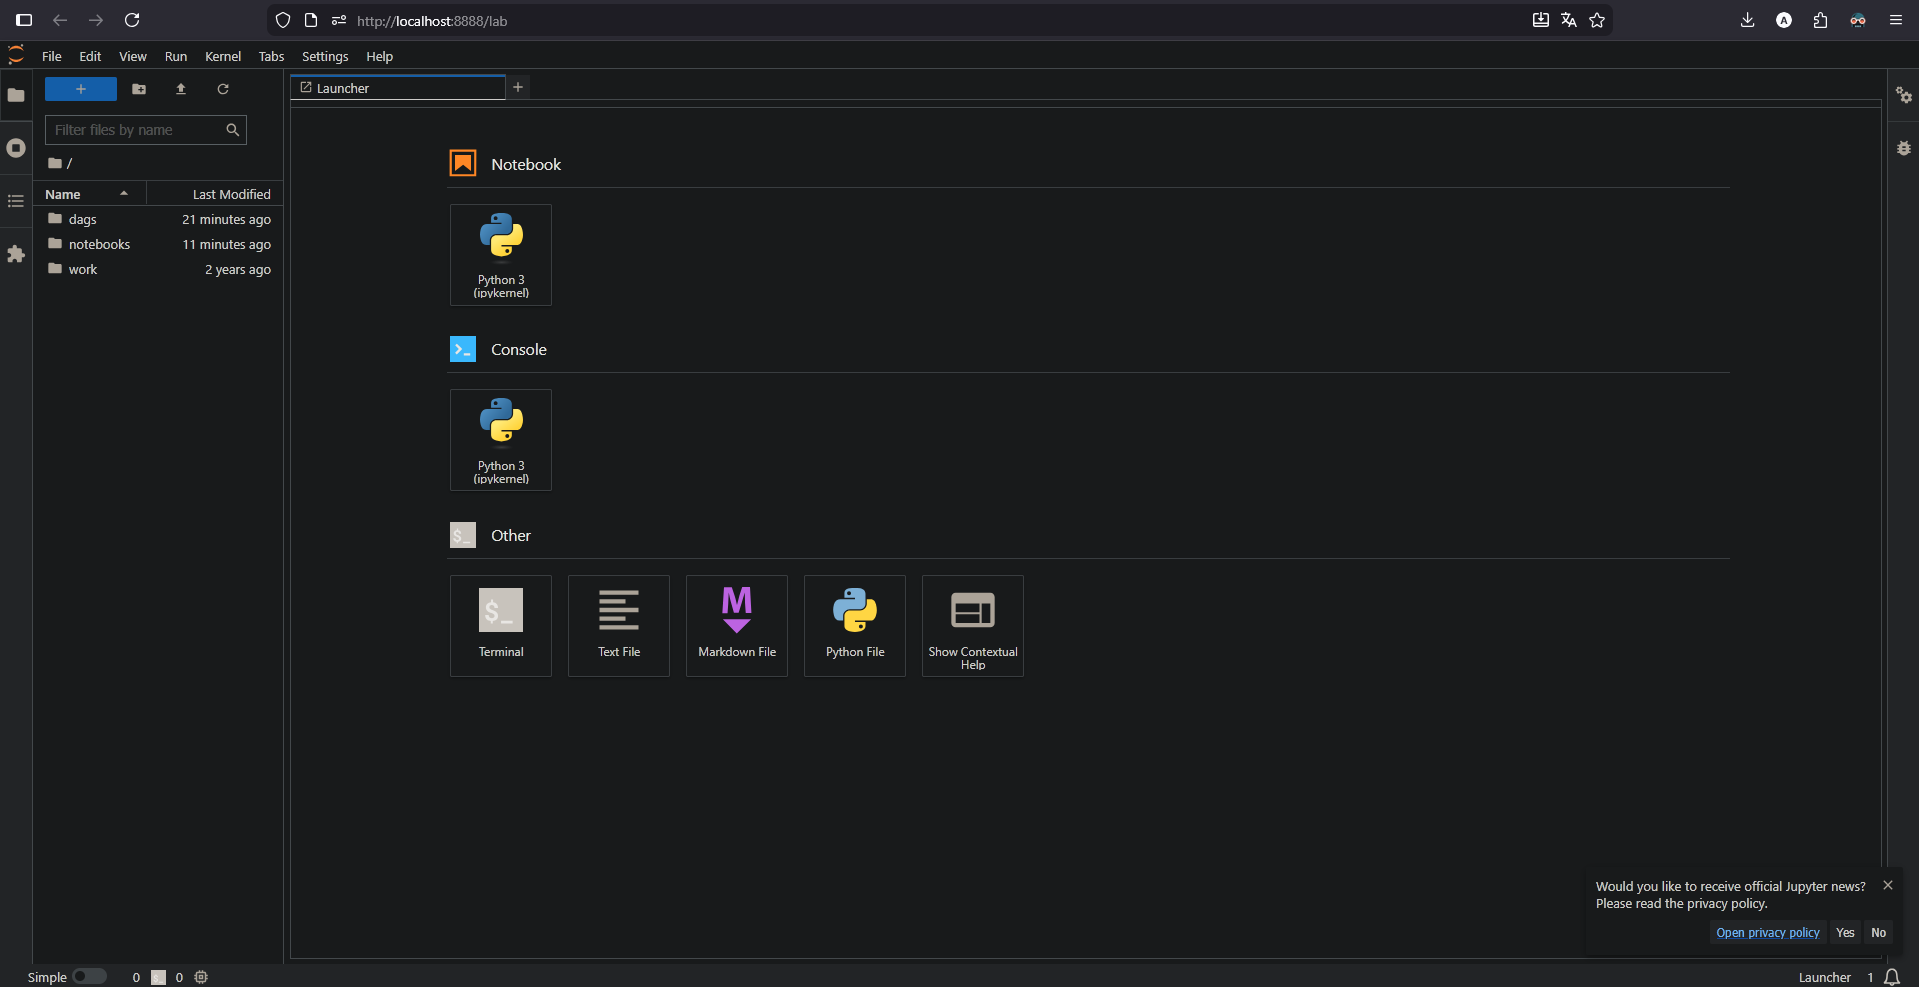 http://localhost:8888/lab
A
File Edit View Run Kernel Tabs Settings Help
Launcher
Filter files by name
/
Name Last Modified
dags 21 minutes ago
notebooks 11 minutes ago
work 2 years ago
Notebook
Python 3
(ipykernel)
>_ Console
Python 3
(ipykernel)
$_ Other
$_
Terminal
Text File
M
Markdown File
Python File
Show Contextual
Help
Would you like to receive official Jupyter news?
Please read the privacy policy.
Open privacy policy Yes No
Simple 0 $_ 0 Launcher 1